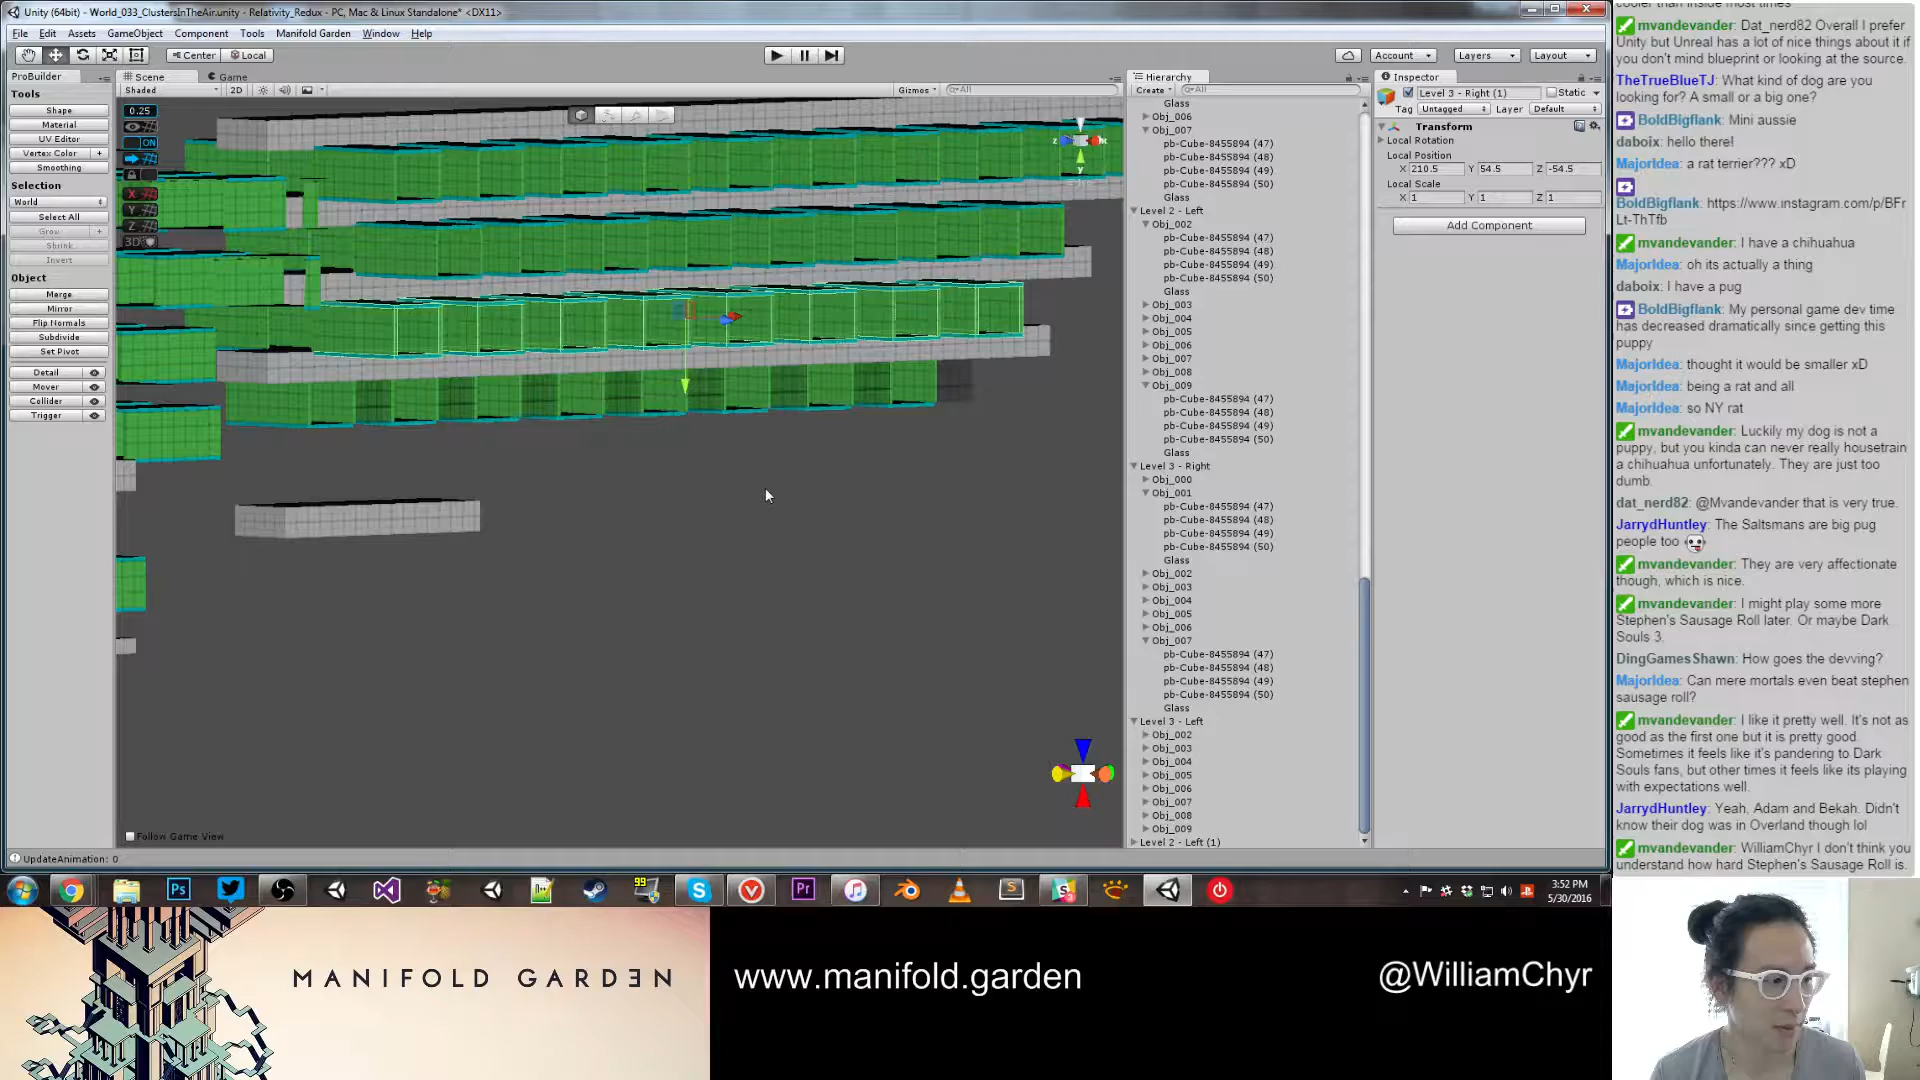 Unity (64bit) - World_033_ClustersInTheAir.unity - Relativity_Redux - PC, Mac & Linux Standalone* <DX11>
File Edit Assets GameObject Component Tools Manifold Garden Window Help
Center Local
Account Layers Layout
ProBuilder
Tools
Shape
Material
UV Editor
Vertex Color +
Smoothing
Selection
World
Select All
Grow +
Shrink
Invert
Object
Merge
Mirror
Flip Normals
Subdivide
Set Pivot
Detail
Mover
Collider
Trigger
Scene Game
Shaded 2D Gizmos All
0.25
ON
X
Y
Z
3D
z
y
Follow Game View
UpdateAnimation: 0
Hierarchy
Create All
Glass
Obj_006
Obj_007
pb-Cube-8455894 (47)
pb-Cube-8455894 (48)
pb-Cube-8455894 (49)
pb-Cube-8455894 (50)
Glass
Level 2 - Left
Obj_002
pb-Cube-8455894 (47)
pb-Cube-8455894 (48)
pb-Cube-8455894 (49)
pb-Cube-8455894 (50)
Glass
Obj_003
Obj_004
Obj_005
Obj_006
Obj_007
Obj_008
Obj_009
pb-Cube-8455894 (47)
pb-Cube-8455894 (48)
pb-Cube-8455894 (49)
pb-Cube-8455894 (50)
Glass
Level 3 - Right
Obj_000
Obj_001
pb-Cube-8455894 (47)
pb-Cube-8455894 (48)
pb-Cube-8455894 (49)
pb-Cube-8455894 (50)
Glass
Obj_002
Obj_003
Obj_004
Obj_005
Obj_006
Obj_007
pb-Cube-8455894 (47)
pb-Cube-8455894 (48)
pb-Cube-8455894 (49)
pb-Cube-8455894 (50)
Glass
Level 3 - Left
Obj_002
Obj_003
Obj_004
Obj_005
Obj_006
Obj_007
Obj_008
Obj_009
Level 2 - Left (1)
Inspector
Level 3 - Right (1) Static
Tag Untagged Layer Default
Transform
Local Rotation
Local Position
X 210.5 Y 54.5 Z -54.5
Local Scale
X 1 Y 1 Z 1
Add Component
cooler than inside most times
mvandevander: Dat_nerd82 Overall I prefer
Unity but Unreal has a lot of nice things about it if
you don't mind blueprint or looking at the source.
TheTrueBlueTJ: What kind of dog are you
looking for? A small or a big one?
BoldBigflank: Mini aussie
daboix: hello there!
MajorIdea: a rat terrier??? xD
BoldBigflank: https://www.instagram.com/p/BFr
Lt-ThTfb
mvandevander: I have a chihuahua
MajorIdea: oh its actually a thing
daboix: I have a pug
BoldBigflank: My personal game dev time
has decreased dramatically since getting this
puppy
MajorIdea: thought it would be smaller xD
MajorIdea: being a rat and all
MajorIdea: so NY rat
mvandevander: Luckily my dog is not a
puppy, but you kinda can never really housetrain
a chihuahua unfortunately. They are just too
dumb.
dat_nerd82: @Mvandevander that is very true.
JarrydHuntley: The Saltsmans are big pug
people too
mvandevander: They are very affectionate
though, which is nice.
mvandevander: I might play some more
Stephen's Sausage Roll later. Or maybe Dark
Souls 3.
DingGamesShawn: How goes the devving?
MajorIdea: Can mere mortals even beat stephen
sausage roll?
mvandevander: I like it pretty well. It's not as
good as the first one but it is pretty good.
Sometimes it feels like it's pandering to Dark
Souls fans, but other times it feels like its playing
with expectations well.
JarrydHuntley: Yeah, Adam and Bekah. Didn't
know their dog was in Overland though lol
mvandevander: WilliamChyr I don't think you
understand how hard Stephen's Sausage Roll is.
Ps
99
Pr
S
3:52 PM
5/30/2016
MANIFOLD GARDƎN
www.manifold.garden
@WilliamChyr